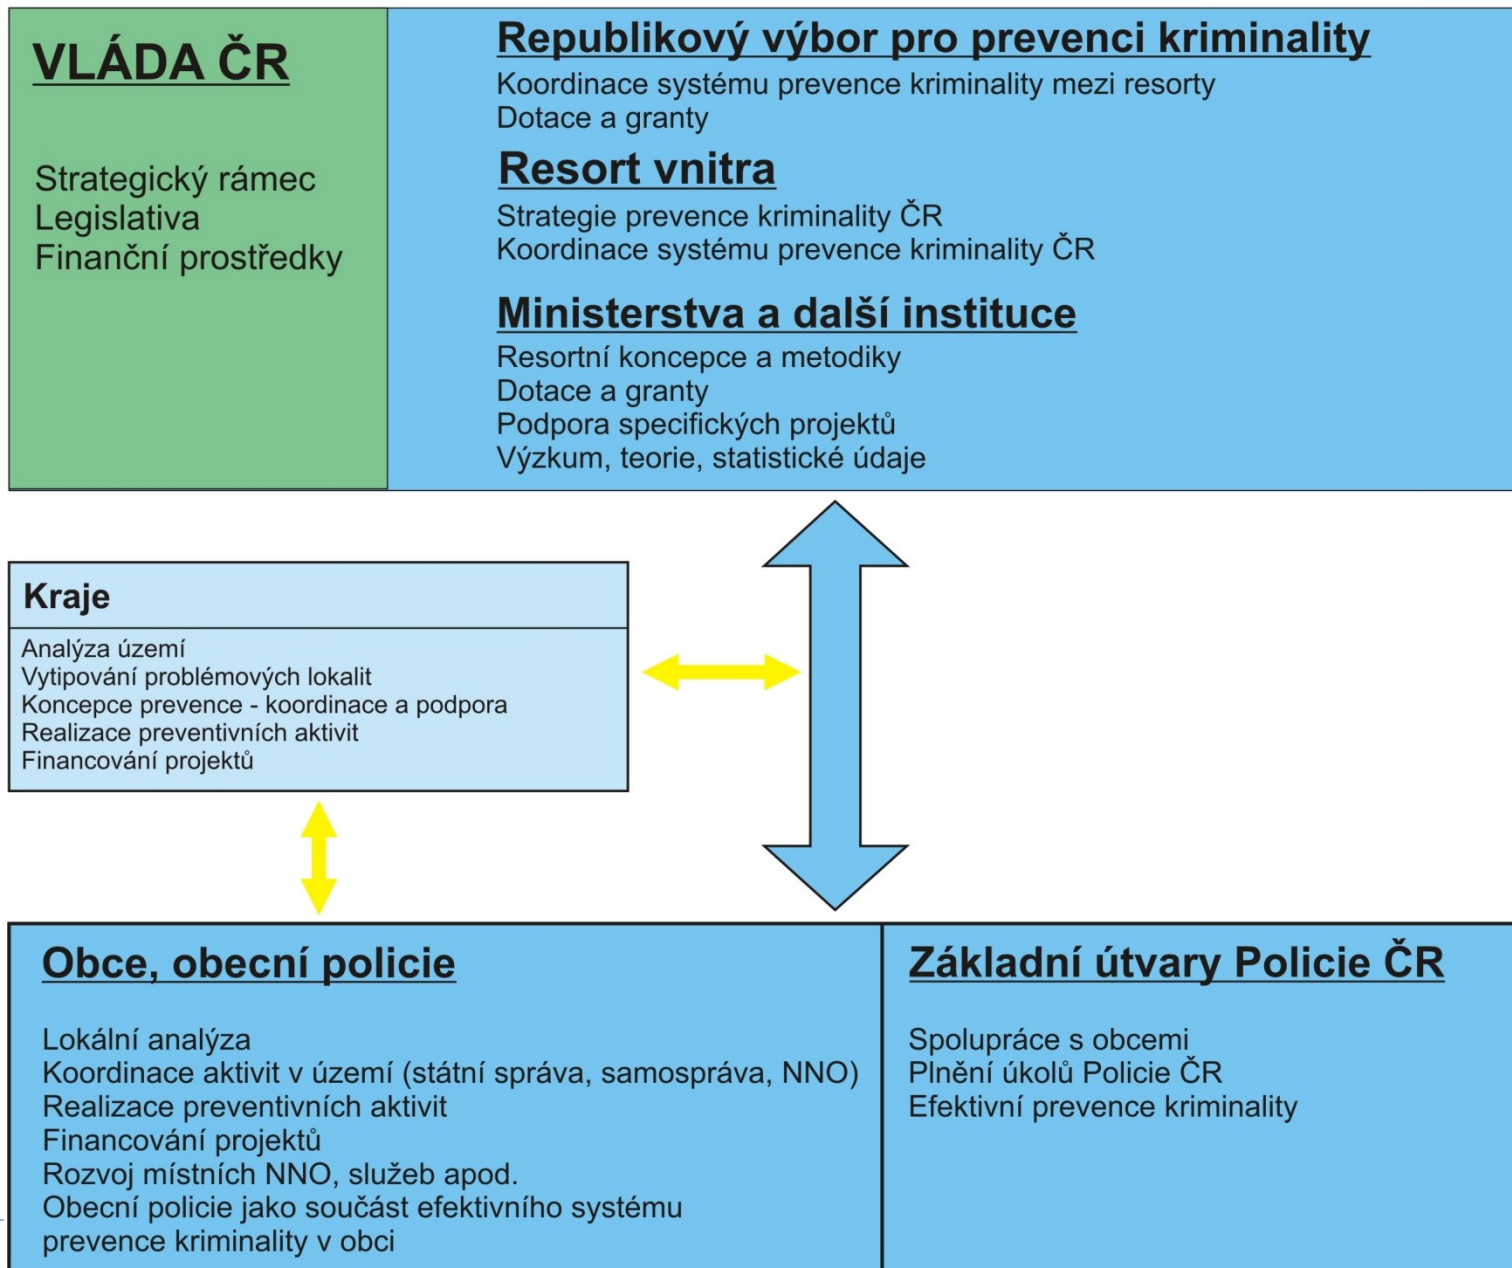 VLÁDA ČR
Strategický rámec
Legislativa
Finanční prostředky
Republikový výbor pro prevenci kriminality
Koordinace systému prevence kriminality mezi resorty
Dotace a granty
Resort vnitra
Strategie prevence kriminality ČR
Koordinace systému prevence kriminality ČR
Ministerstva a další instituce
Resortní koncepce a metodiky
Dotace a granty
Podpora specifických projektů
Výzkum, teorie, statistické údaje
Kraje
Analýza území
Vytipování problémových lokalit
Koncepce prevence - koordinace a podpora
Realizace preventivních aktivit
Financování projektů
Obce, obecní policie
Lokální analýza
Koordinace aktivit v území (státní správa, samospráva, NNO)
Realizace preventivních aktivit
Financování projektů
Rozvoj místních NNO, služeb apod.
Obecní policie jako součást efektivního systému
prevence kriminality v obci
Základní útvary Policie ČR
Spolupráce s obcemi
Plnění úkolů Policie ČR
Efektivní prevence kriminality